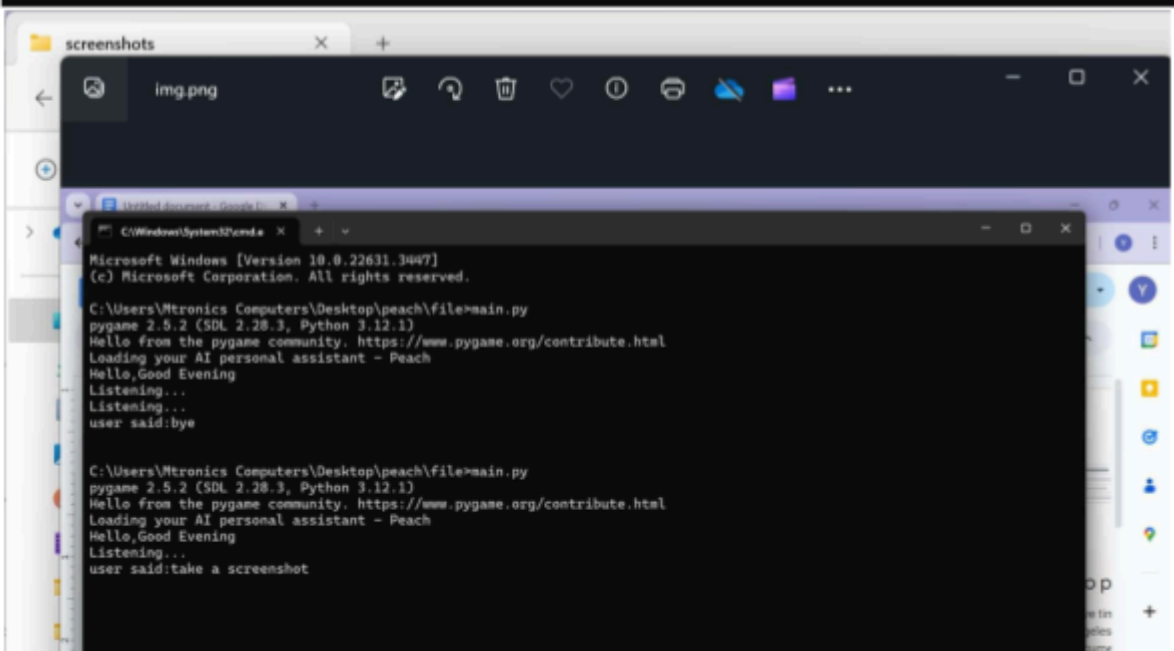 screenshots
img.png
Untitled document - Google D
C:\Windows\System32\cmd.e
Microsoft Windows [Version 10.0.22631.3447]
(c) Microsoft Corporation. All rights reserved.
C:\Users\Mtronics Computers\Desktop\peach\file>main.py
pygame 2.5.2 (SDL 2.28.3, Python 3.12.1)
Hello from the pygame community. https://www.pygame.org/contribute.html
Loading your AI personal assistant - Peach
Hello,Good Evening
Listening...
Listening...
user said:bye
C:\Users\Mtronics Computers\Desktop\peach\file>main.py
pygame 2.5.2 (SDL 2.28.3, Python 3.12.1)
Hello from the pygame community. https://www.pygame.org/contribute.html
Loading your AI personal assistant - Peach
Hello,Good Evening
Listening...
user said:take a screenshot
Y